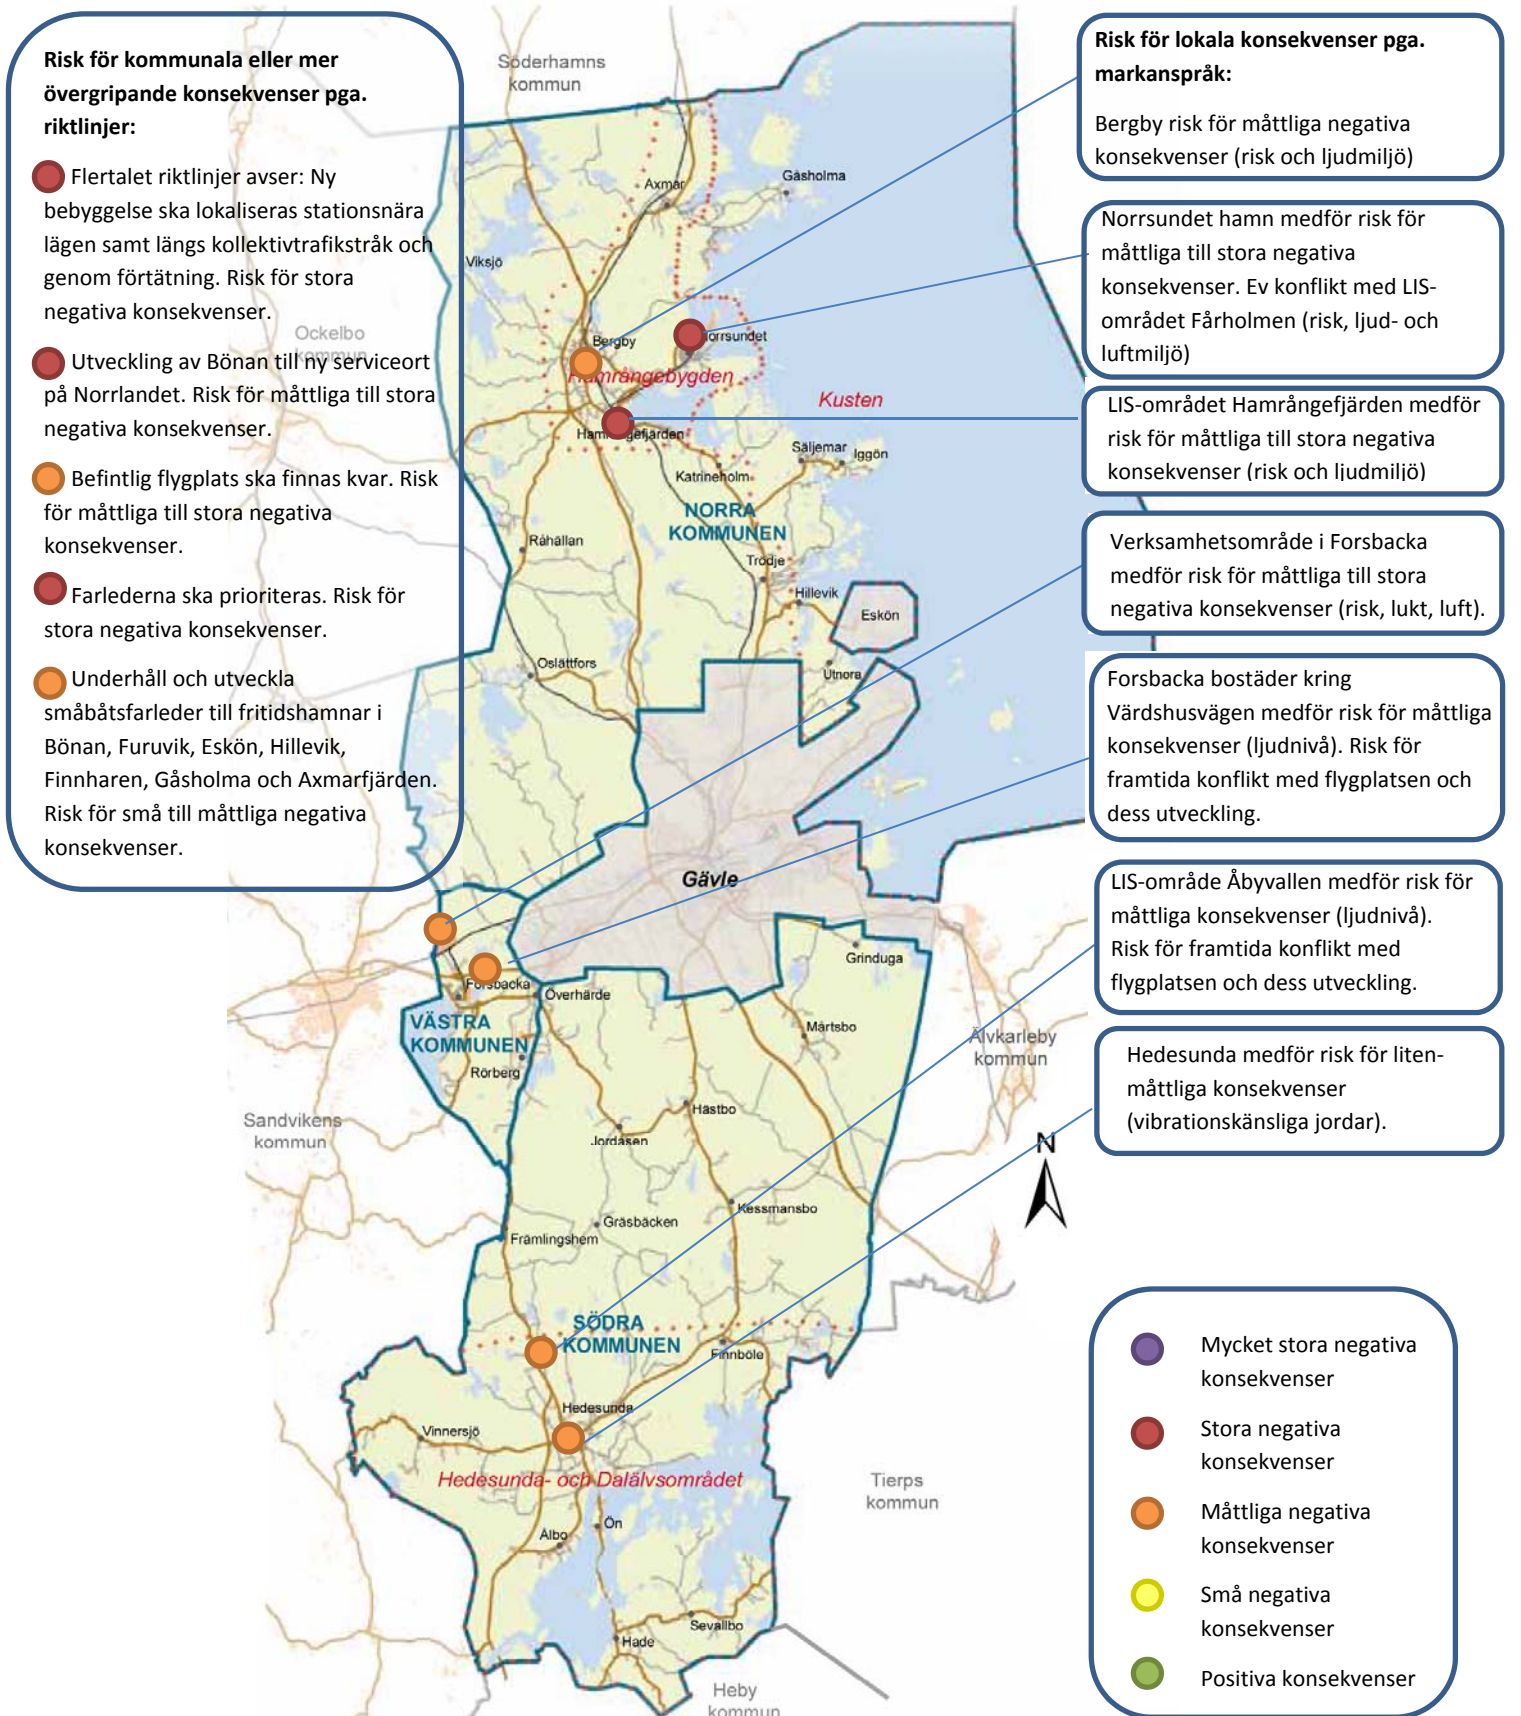 Risk för kommunala eller mer
övergripande konsekvenser pga.
riktlinjer:
Flertalet riktlinjer avser: Ny
bebyggelse ska lokaliseras stationsnära
lägen samt längs kollektivtrafikstråk och
genom förtätning. Risk för stora
negativa konsekvenser.
Utveckling av Bönan till ny serviceort
på Norrlandet. Risk för måttliga till stora
negativa konsekvenser.
Befintlig flygplats ska finnas kvar. Risk
för måttliga till stora negativa
konsekvenser.
Farlederna ska prioriteras. Risk för
stora negativa konsekvenser.
Underhåll och utveckla
småbåtsfarleder till fritidshamnar i
Bönan, Furuvik, Eskön, Hillevik,
Finnharen, Gåsholma och Axmarfjärden.
Risk för små till måttliga negativa
konsekvenser.
Söderhamns
kommun
Axmar
Gåsholma
Viksjö
Ockelbo
kommun
Bergby
Norrsundet
Hamrångebygden
Kusten
Hamrångefjärden
Säljemar
Iggön
Katrineholm
NORRA
KOMMUNEN
Råhällan
Trödje
Hillevik
Eskön
Oslättfors
Utnora
Gävle
Grinduga
Forsbacka
Överhärde
VÄSTRA
KOMMUNEN
Mårtsbo
Älvkarleby
kommun
Rörberg
Hästbo
Sandvikens
kommun
Jordåsen
N
Kessmansbo
Gräsbäcken
Främlingshem
SÖDRA
KOMMUNEN
Finnböle
Hedesunda
Vinnersjö
Hedesunda- och Dalälvsområdet
Tierps
kommun
Ön
Ålbo
Sevallbo
Hade
Heby
kommun
Risk för lokala konsekvenser pga.
markanspråk:
Bergby risk för måttliga negativa
konsekvenser (risk och ljudmiljö)
Norrsundet hamn medför risk för
måttliga till stora negativa
konsekvenser. Ev konflikt med LIS-
området Fårholmen (risk, ljud- och
luftmiljö)
LIS-området Hamrångefjärden medför
risk för måttliga till stora negativa
konsekvenser (risk och ljudmiljö)
Verksamhetsområde i Forsbacka
medför risk för måttliga till stora
negativa konsekvenser (risk, lukt, luft).
Forsbacka bostäder kring
Värdshusvägen medför risk för måttliga
konsekvenser (ljudnivå). Risk för
framtida konflikt med flygplatsen och
dess utveckling.
LIS-område Åbyvallen medför risk för
måttliga konsekvenser (ljudnivå).
Risk för framtida konflikt med
flygplatsen och dess utveckling.
Hedesunda medför risk för liten-
måttliga konsekvenser
(vibrationskänsliga jordar).
Mycket stora negativa
konsekvenser
Stora negativa
konsekvenser
Måttliga negativa
konsekvenser
Små negativa
konsekvenser
Positiva konsekvenser